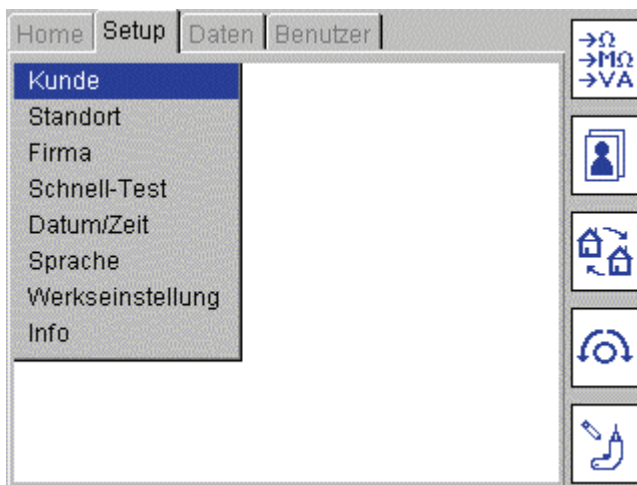 Home Setup Daten Benutzer
Kunde
Standort
Firma
Schnell-Test
Datum/Zeit
Sprache
Werkseinstellung
Info
→Ω
→MΩ
→VA